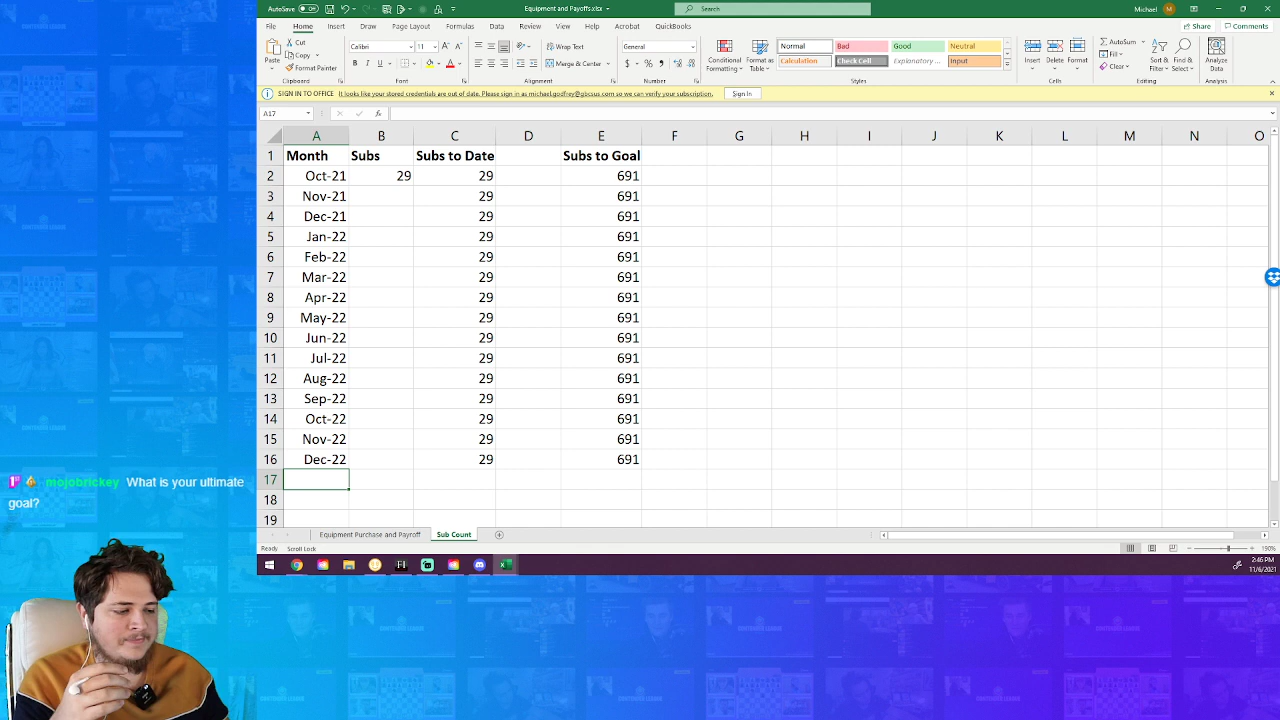 AutoSave Off
Equipment and Payoffs.xlsx
Search
Michael
M
File Home Insert Draw Page Layout Formulas Data Review View Help Acrobat QuickBooks
Share Comments
Paste
Cut
Copy
Format Painter
Calibri 11
B I U
Wrap Text
Merge & Center
General
$ %
Conditional Formatting
Format as Table
Normal Bad Good Neutral
Calculation Check Cell Explanatory ... Input
Insert Delete Format
AutoSum
Fill
Clear
Sort & Filter
Find & Select
Analyze Data
Clipboard Font Alignment Number Styles Cells Editing Analysis
SIGN IN TO OFFICE It looks like your stored credentials are out of date. Please sign in as michael.godfrey@gbcsus.com so we can verify your subscription. Sign In
A17 fx
A B C D E F G H I J K L M N O
1 Month Subs Subs to Date Subs to Goal
2 Oct-21 29 29 691
3 Nov-21 29 691
4 Dec-21 29 691
5 Jan-22 29 691
6 Feb-22 29 691
7 Mar-22 29 691
8 Apr-22 29 691
9 May-22 29 691
10 Jun-22 29 691
11 Jul-22 29 691
12 Aug-22 29 691
13 Sep-22 29 691
14 Oct-22 29 691
15 Nov-22 29 691
16 Dec-22 29 691
17
18
19
mojobrickey What is your ultimate
goal?
Equipment Purchase and Payoff Sub Count
Ready Scroll Lock
190%
2:46 PM
11/6/2021